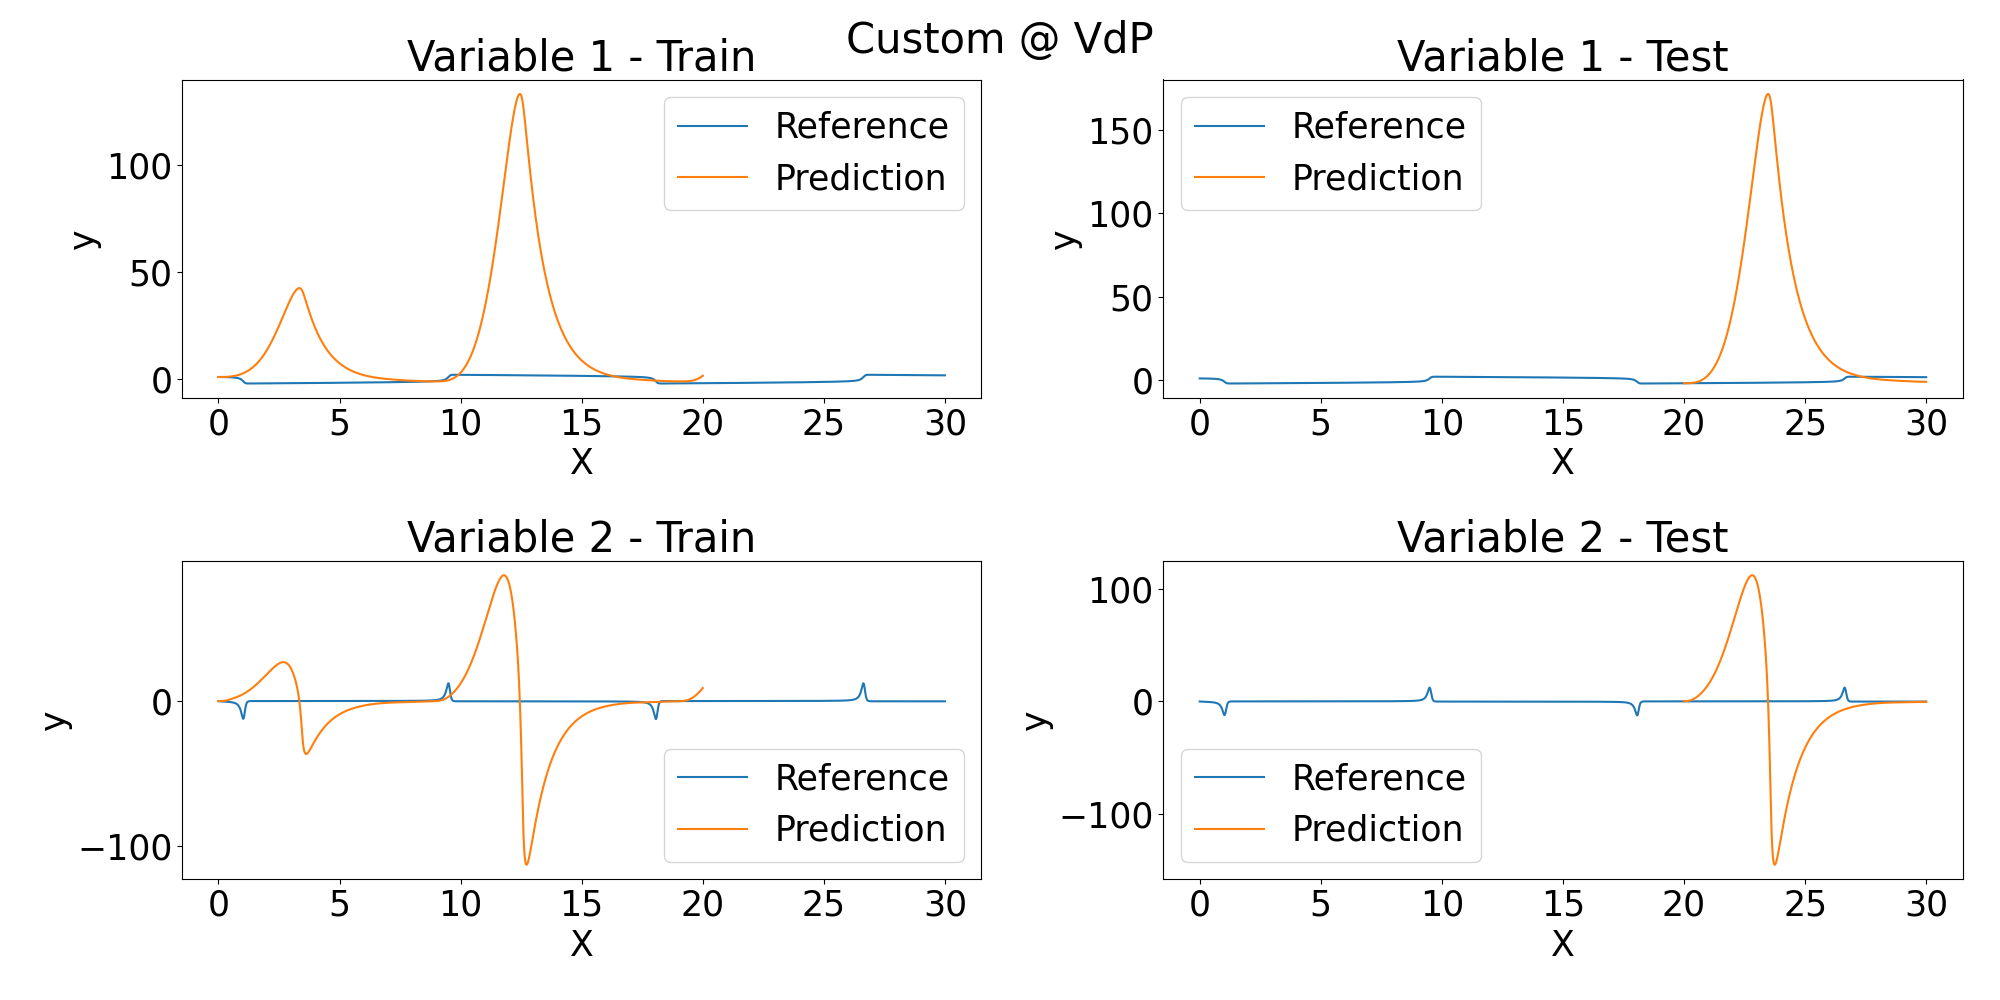 Custom @ VdP
Variable 1 - Train
Variable 1 - Test
y
100
50
0
Reference
Prediction
0 5 10 15 20 25 30
X
y
150
100
50
0
Reference
Prediction
0 5 10 15 20 25 30
X
Variable 2 - Train
Variable 2 - Test
y
0
−100
Reference
Prediction
0 5 10 15 20 25 30
X
y
100
0
−100
Reference
Prediction
0 5 10 15 20 25 30
X